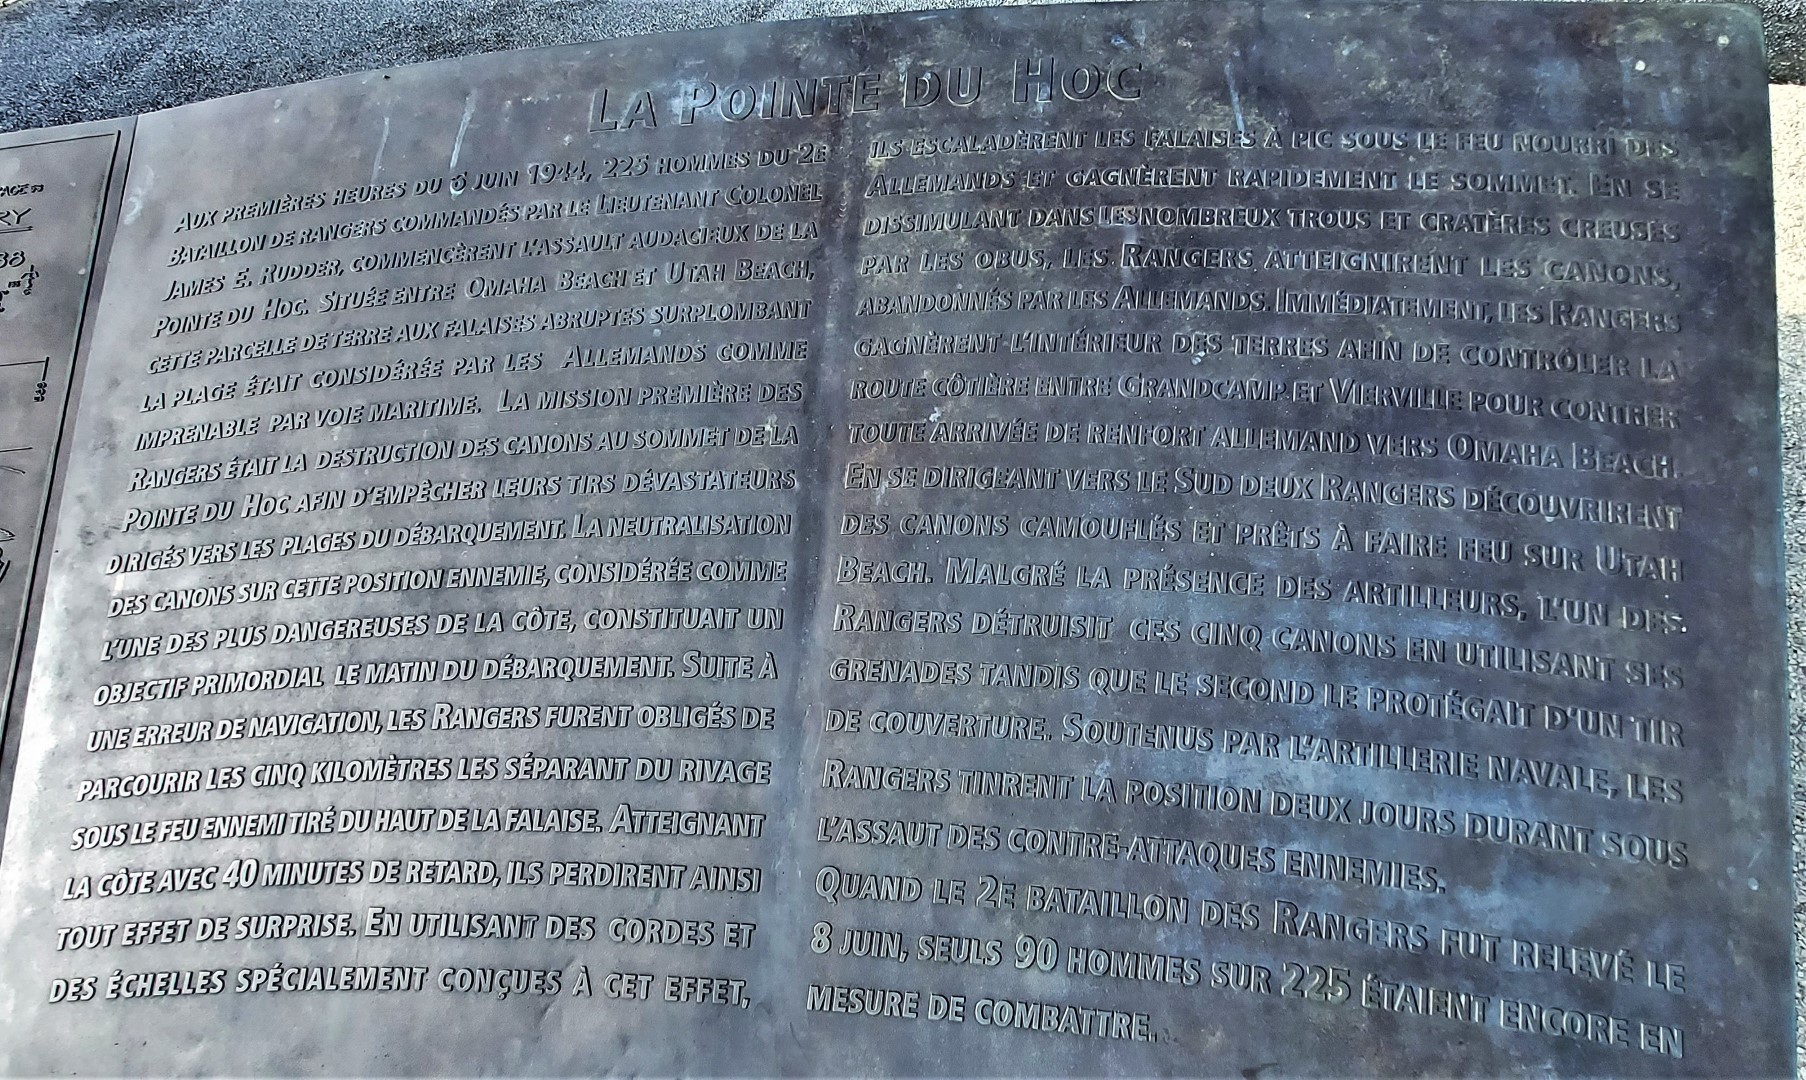 LA POINTE DU HOC
AUX PREMIÈRES HEURES DU 6 JUIN 1944, 225 HOMMES DU 2E
BATAILLON DE RANGERS COMMANDÉS PAR LE LIEUTENANT COLONEL
JAMES E. RUDDER, COMMENCÈRENT L'ASSAUT AUDACIEUX DE LA
POINTE DU HOC. SITUÉE ENTRE OMAHA BEACH ET UTAH BEACH,
CETTE PARCELLE DE TERRE AUX FALAISES ABRUPTES SURPLOMBANT
LA PLAGE ÉTAIT CONSIDÉRÉE PAR LES ALLEMANDS COMME
IMPRENABLE PAR VOIE MARITIME. LA MISSION PREMIÈRE DES
RANGERS ÉTAIT LA DESTRUCTION DES CANONS AU SOMMET DE LA
POINTE DU HOC AFIN D'EMPÊCHER LEURS TIRS DÉVASTATEURS
DIRIGÉS VERS LES PLAGES DU DÉBARQUEMENT. LA NEUTRALISATION
DES CANONS SUR CETTE POSITION ENNEMIE, CONSIDÉRÉE COMME
L'UNE DES PLUS DANGEREUSES DE LA CÔTE, CONSTITUAIT UN
OBJECTIF PRIMORDIAL LE MATIN DU DÉBARQUEMENT. SUITE À
UNE ERREUR DE NAVIGATION, LES RANGERS FURENT OBLIGÉS DE
PARCOURIR LES CINQ KILOMÈTRES LES SÉPARANT DU RIVAGE
SOUS LE FEU ENNEMI TIRÉ DU HAUT DE LA FALAISE. ATTEIGNANT
LA CÔTE AVEC 40 MINUTES DE RETARD, ILS PERDIRENT AINSI
TOUT EFFET DE SURPRISE. EN UTILISANT DES CORDES ET
DES ÉCHELLES SPÉCIALEMENT CONÇUES À CET EFFET,
ILS ESCALADÈRENT LES FALAISES À PIC SOUS LE FEU NOURRI DES
ALLEMANDS ET GAGNÈRENT RAPIDEMENT LE SOMMET. EN SE
DISSIMULANT DANS LESNOMBREUX TROUS ET CRATÈRES CREUSÉS
PAR LES OBUS, LES RANGERS ATTEIGNIRENT LES CANONS,
ABANDONNÉS PAR LES ALLEMANDS. IMMÉDIATEMENT, LES RANGERS
GAGNÈRENT L'INTÉRIEUR DES TERRES AFIN DE CONTRÔLER LA
ROUTE CÔTIÈRE ENTRE GRANDCAMP ET VIERVILLE POUR CONTRER
TOUTE ARRIVÉE DE RENFORT ALLEMAND VERS OMAHA BEACH.
EN SE DIRIGEANT VERS LE SUD DEUX RANGERS DÉCOUVRIRENT
DES CANONS CAMOUFLÉS ET PRÊTS À FAIRE FEU SUR UTAH
BEACH. MALGRÉ LA PRÉSENCE DES ARTILLEURS, L'UN DES
RANGERS DÉTRUISIT CES CINQ CANONS EN UTILISANT SES
GRENADES TANDIS QUE LE SECOND LE PROTÉGAIT D'UN TIR
DE COUVERTURE. SOUTENUS PAR L'ARTILLERIE NAVALE, LES
RANGERS TINRENT LA POSITION DEUX JOURS DURANT SOUS
L'ASSAUT DES CONTRE-ATTAQUES ENNEMIES.
QUAND LE 2E BATAILLON DES RANGERS FUT RELEVÉ LE
8 JUIN, SEULS 90 HOMMES SUR 225 ÉTAIENT ENCORE EN
MESURE DE COMBATTRE.